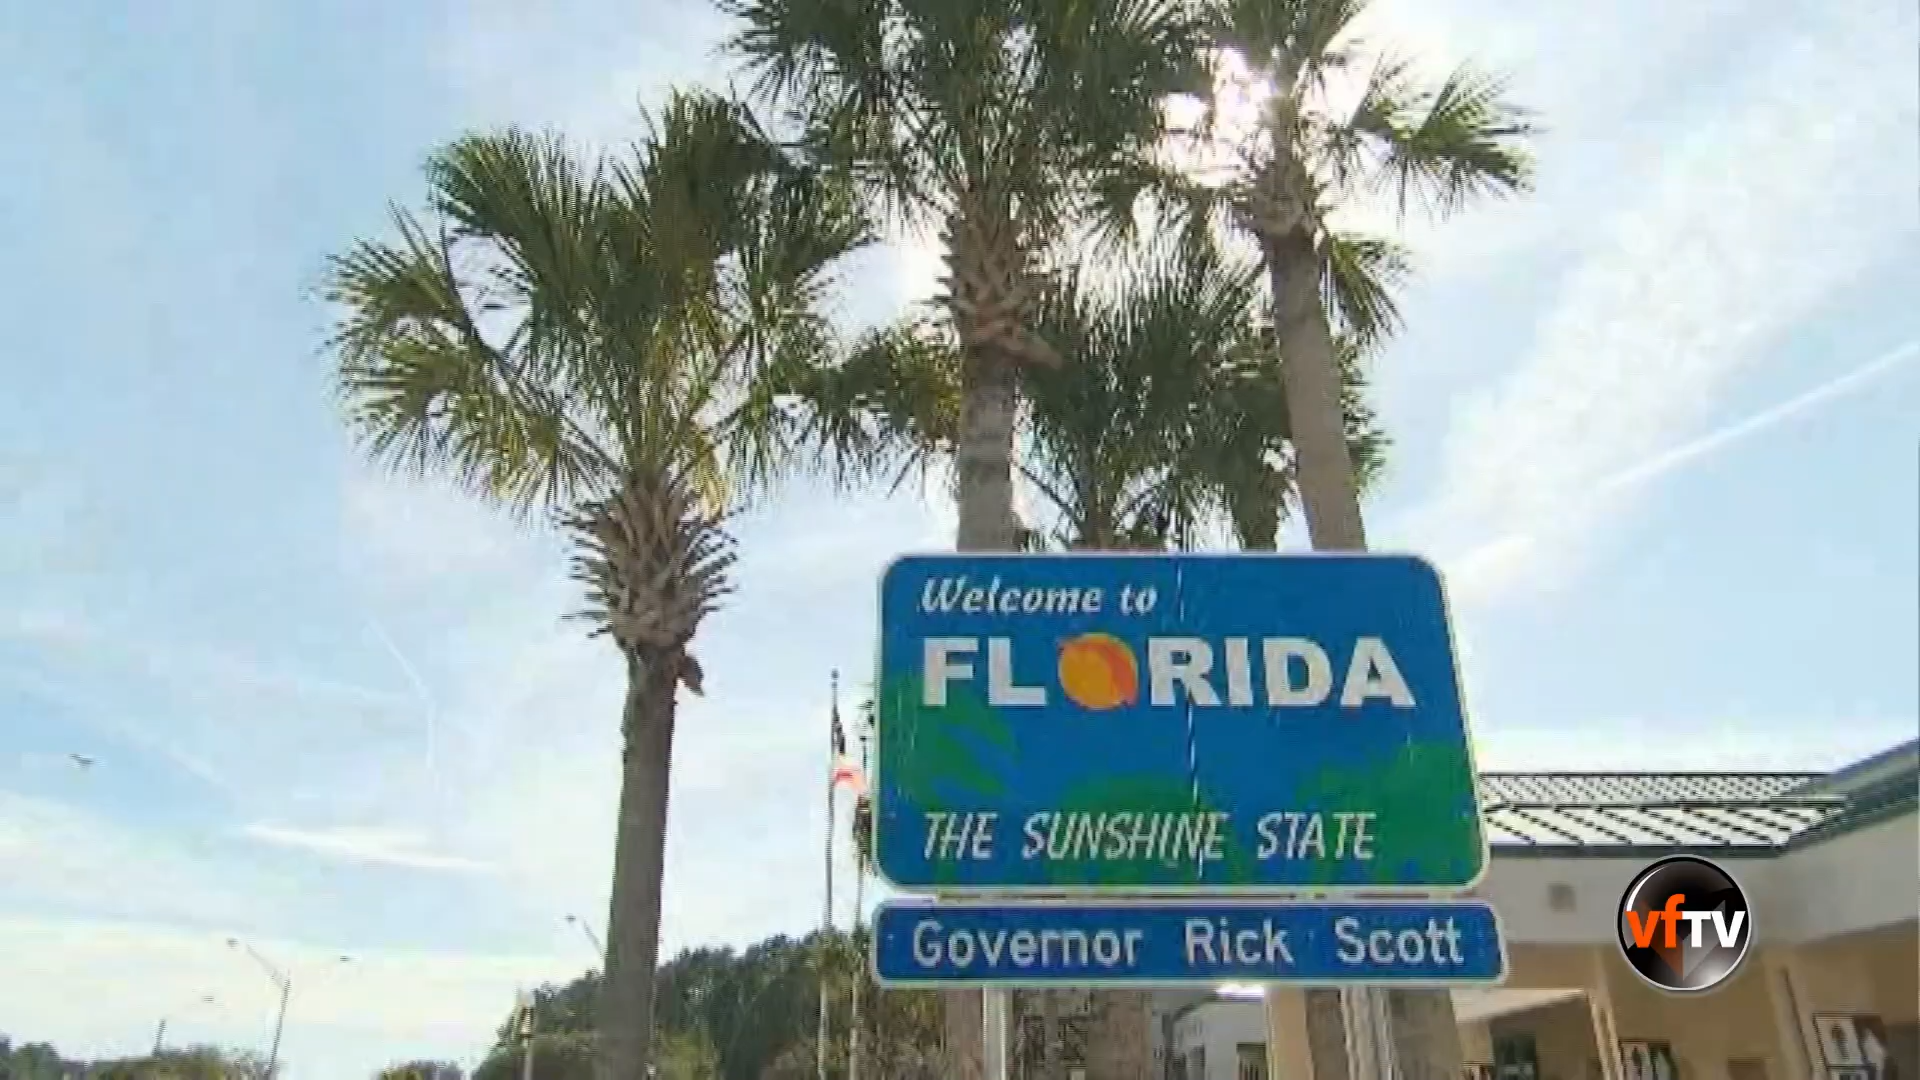 Welcome to
FLORIDA
THE SUNSHINE STATE
Governor Rick Scott
vfTV